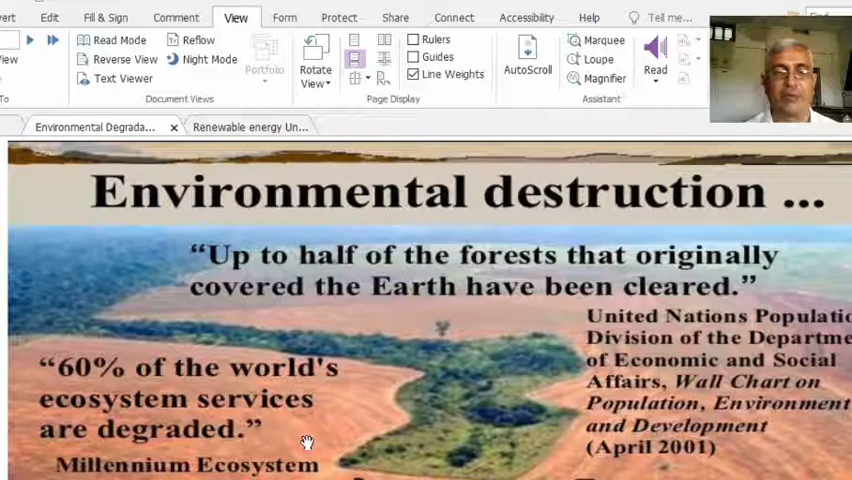 Edit Fill & Sign Comment View Form Protect Share Connect Accessibility Help Tell me...
Read Mode Reflow
Reverse View Night Mode
Text Viewer
Document Views
Portfolio
Rotate
View
Rulers
Guides
Line Weights
Page Display
AutoScroll
Marquee
Loupe
Magnifier
Read
Assistant
Environmental Degrada... Renewable energy Un...
Environmental destruction ...
“Up to half of the forests that originally
covered the Earth have been cleared.”
United Nations Populatio
Division of the Departme
of Economic and Social
Affairs, Wall Chart on
Population, Environment
and Development
(April 2001)
“60% of the world's
ecosystem services
are degraded.”
Millennium Ecosystem